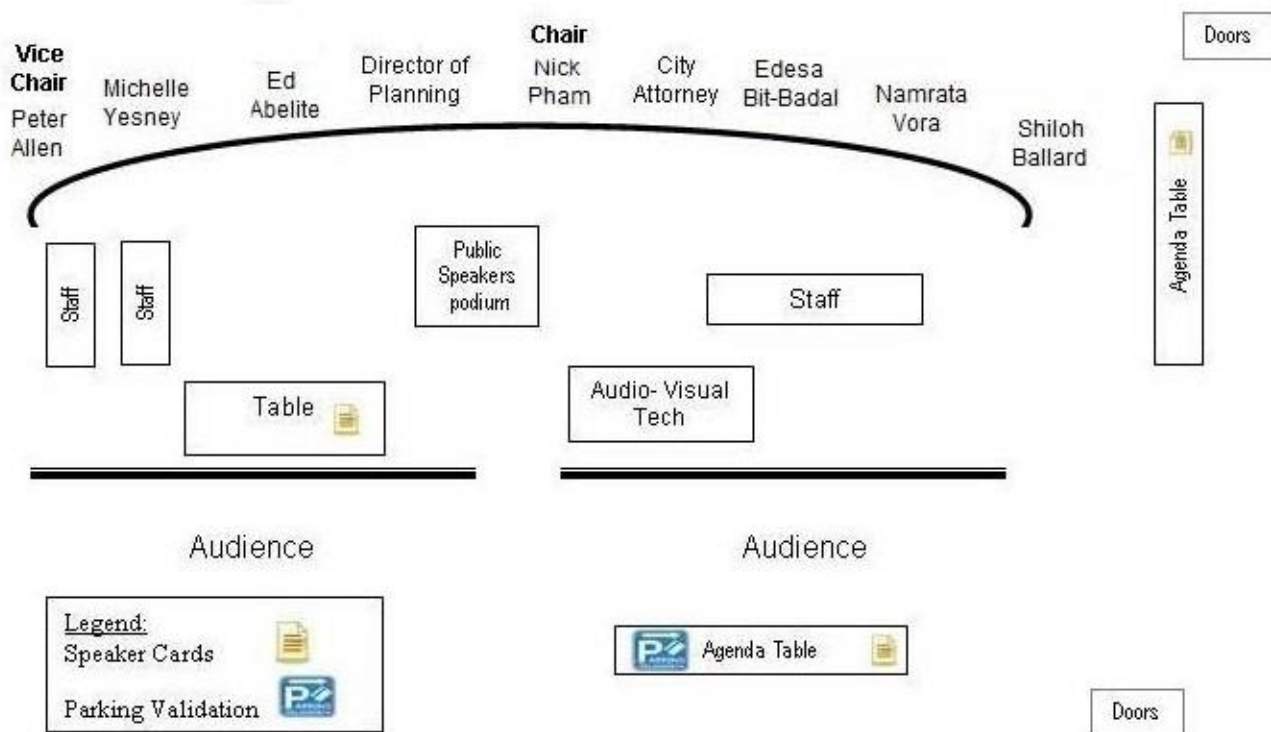 Vice
Chair
Peter
Allen
Michelle
Yesney
Ed
Abelite
Director of
Planning
Chair
Nick
Pham
City
Attorney
Edesa
Bit-Badal
Namrata
Vora
Shiloh
Ballard
Doors
Agenda Table
Staff
Staff
Public
Speakers
podium
Staff
Table
Audio- Visual
Tech
Audience
Audience
Legend:
Speaker Cards
Parking Validation
Agenda Table
Doors